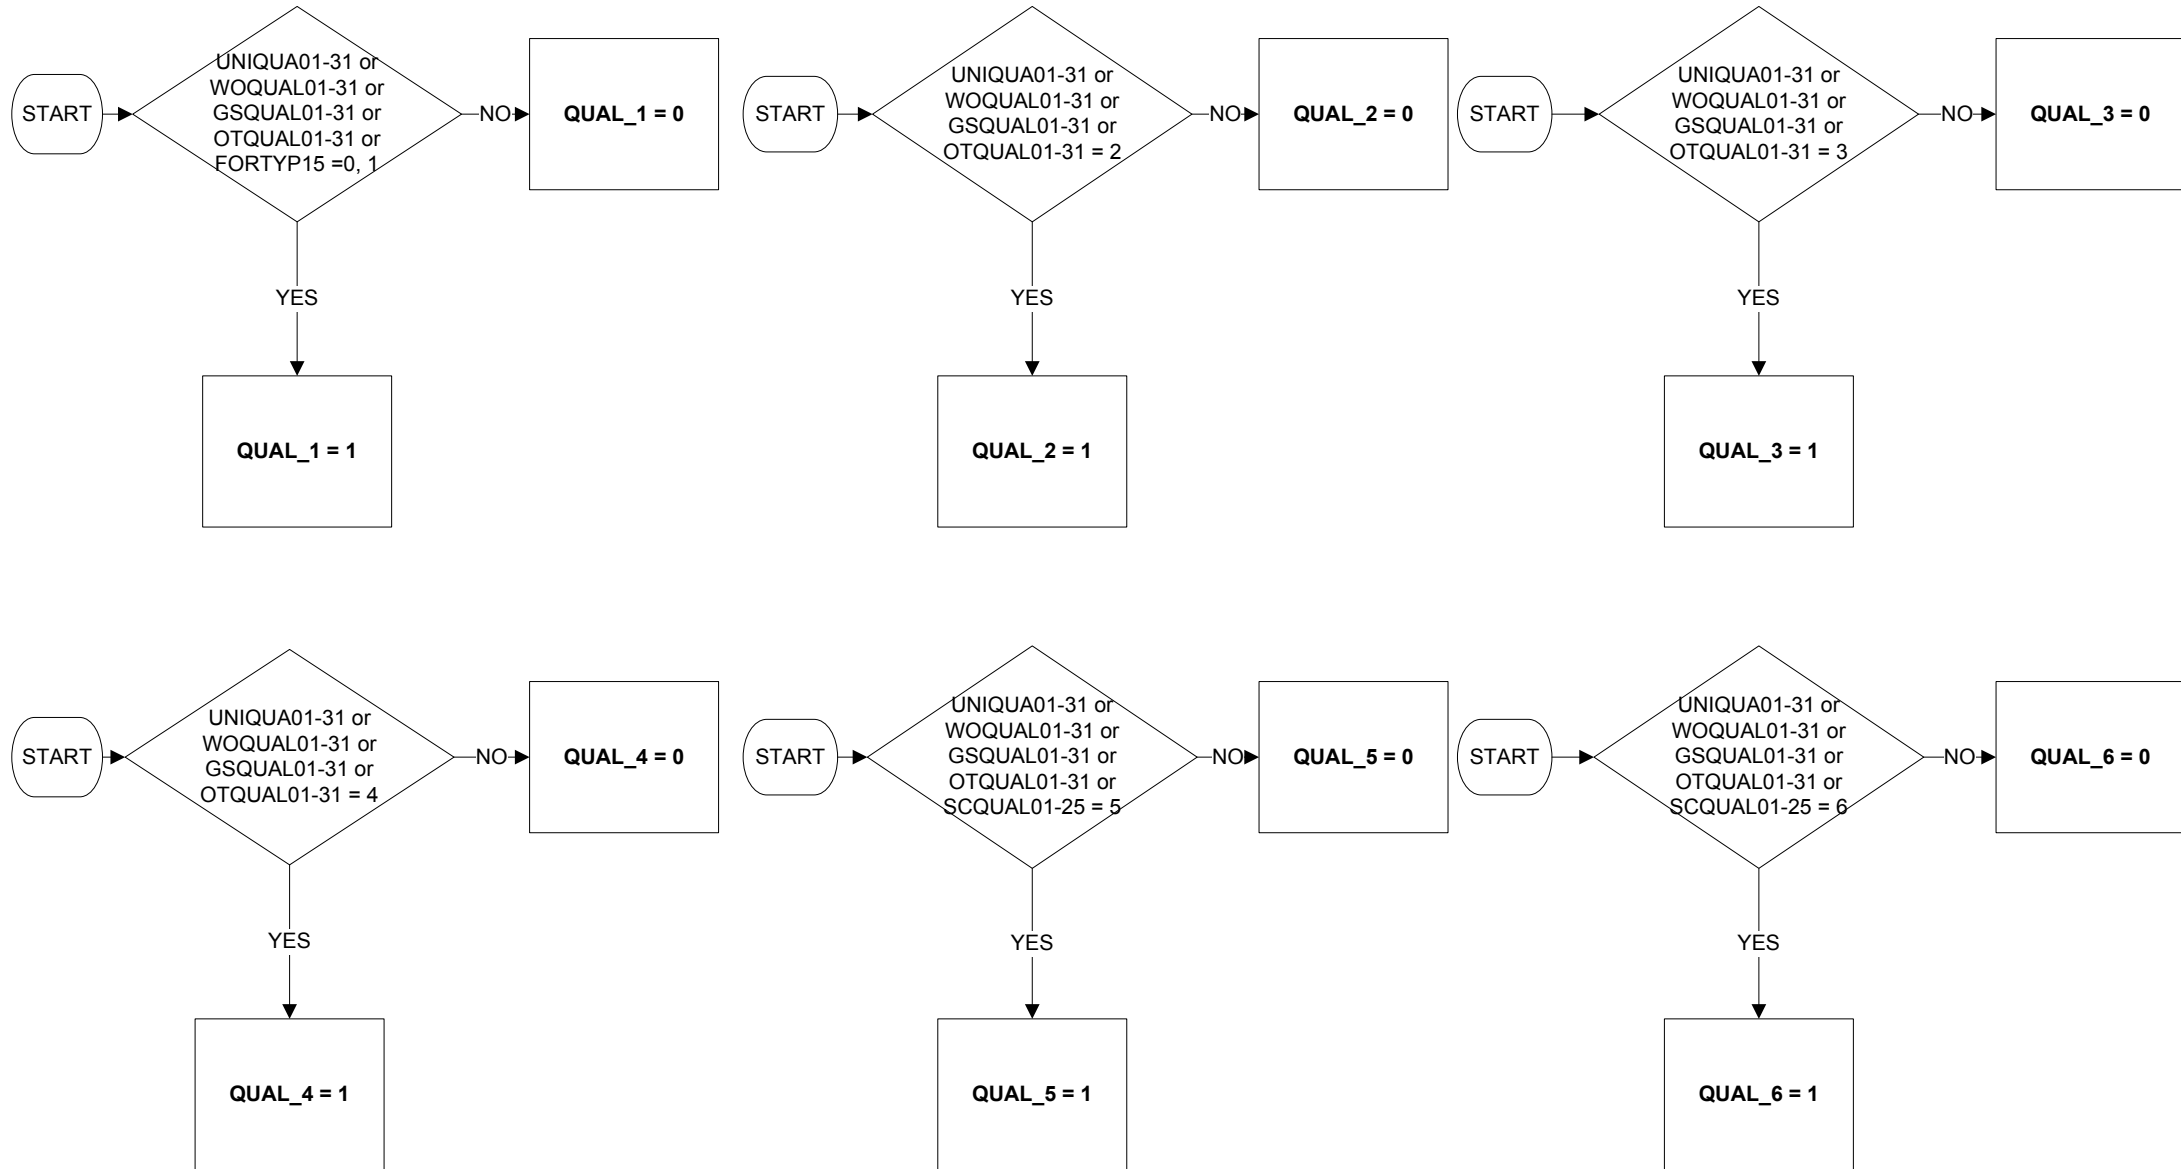 START
UNIQUA01-31 or
WOQUAL01-31 or
GSQUAL01-31 or
OTQUAL01-31 or
FORTYP15 =0, 1
NO
QUAL_1 = 0
YES
QUAL_1 = 1
START
UNIQUA01-31 or
WOQUAL01-31 or
GSQUAL01-31 or
OTQUAL01-31 = 2
NO
QUAL_2 = 0
YES
QUAL_2 = 1
START
UNIQUA01-31 or
WOQUAL01-31 or
GSQUAL01-31 or
OTQUAL01-31 = 3
NO
QUAL_3 = 0
YES
QUAL_3 = 1
START
UNIQUA01-31 or
WOQUAL01-31 or
GSQUAL01-31 or
OTQUAL01-31 = 4
NO
QUAL_4 = 0
YES
QUAL_4 = 1
START
UNIQUA01-31 or
WOQUAL01-31 or
GSQUAL01-31 or
OTQUAL01-31 or
SCQUAL01-25 = 5
NO
QUAL_5 = 0
YES
QUAL_5 = 1
START
UNIQUA01-31 or
WOQUAL01-31 or
GSQUAL01-31 or
OTQUAL01-31 or
SCQUAL01-25 = 6
NO
QUAL_6 = 0
YES
QUAL_6 = 1